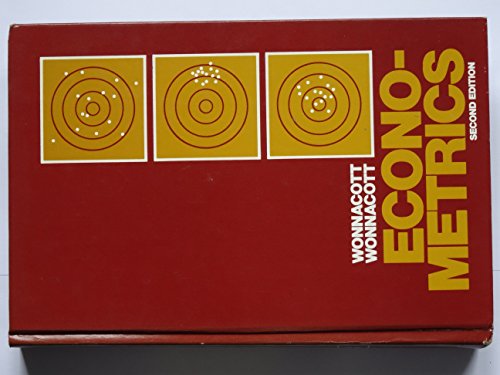 WONNACOTT
WONNACOTT
ECONO-
METRICS
SECOND EDITION